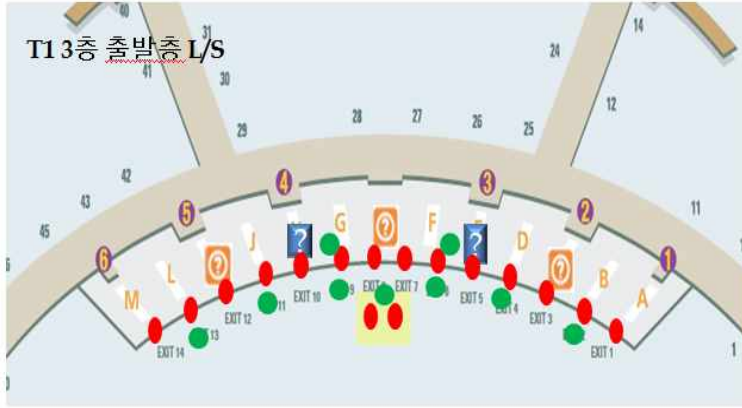 T1 3층 출발층 L/S
40
31
30
29
28
27
26
25
24
14
12
11
41
42
43
45
1
6
5
4
3
2
1
M
L
J
G
F
D
B
A
?
?
?
?
?
EXIT 14
13
EXIT 12
11
EXIT 10
9
EXIT 7
EXIT 5
EXIT 4
EXIT 3
EXIT 1